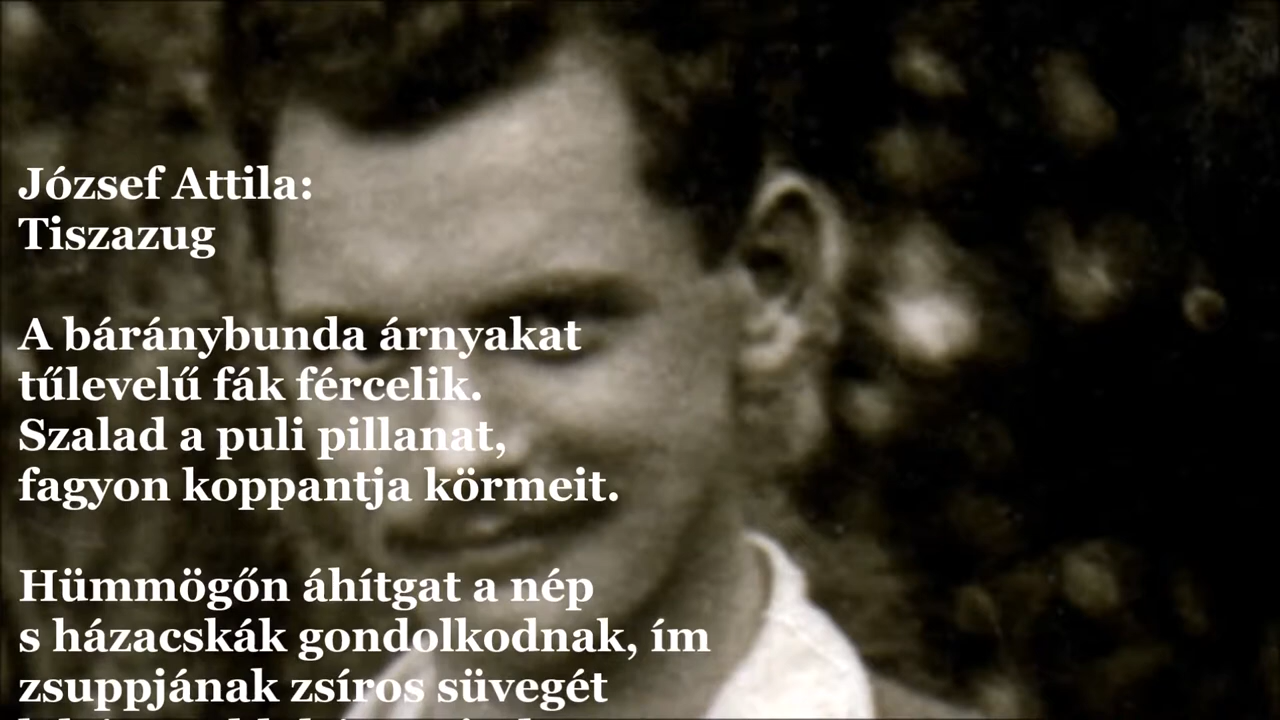 József Attila:
Tiszazug
A báránybunda árnyakat
tűlevelű fák fércelik.
Szalad a puli pillanat,
fagyon koppantja körmeit.
Hümmögőn áhítgat a nép
s házacskák gondolkodnak, ím
zsuppjának zsíros süvegét